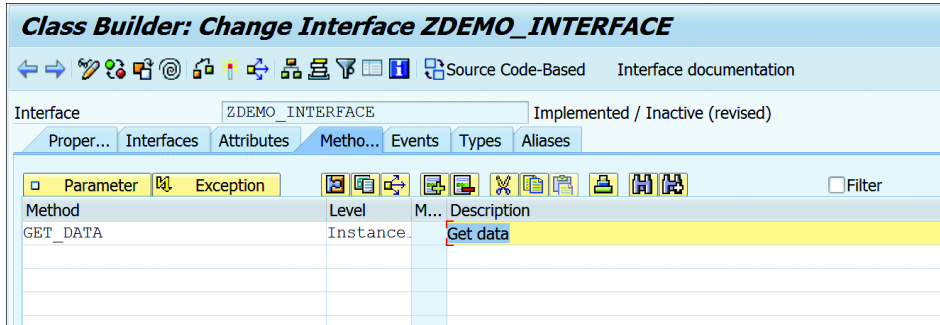 Class Builder: Change Interface ZDEMO_INTERFACE
Source Code-Based Interface documentation
Interface ZDEMO_INTERFACE Implemented / Inactive (revised)
Proper... Interfaces Attributes Metho... Events Types Aliases
Parameter Exception Filter
Method Level M... Description
GET_DATA Instance Get data